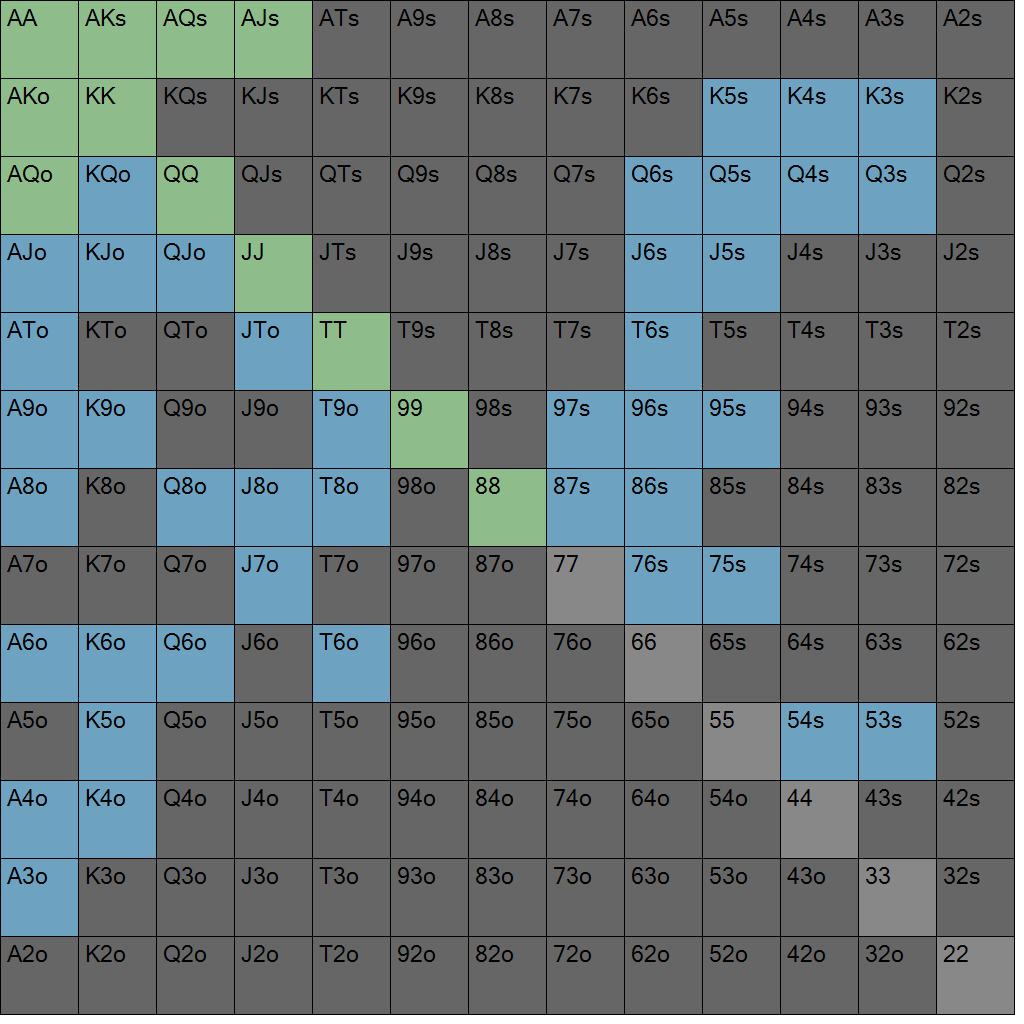 AA AKs AQs AJs ATs A9s A8s A7s A6s A5s A4s A3s A2s
AKo KK KQs KJs KTs K9s K8s K7s K6s K5s K4s K3s K2s
AQo KQo QQ QJs QTs Q9s Q8s Q7s Q6s Q5s Q4s Q3s Q2s
AJo KJo QJo JJ JTs J9s J8s J7s J6s J5s J4s J3s J2s
ATo KTo QTo JTo TT T9s T8s T7s T6s T5s T4s T3s T2s
A9o K9o Q9o J9o T9o 99 98s 97s 96s 95s 94s 93s 92s
A8o K8o Q8o J8o T8o 98o 88 87s 86s 85s 84s 83s 82s
A7o K7o Q7o J7o T7o 97o 87o 77 76s 75s 74s 73s 72s
A6o K6o Q6o J6o T6o 96o 86o 76o 66 65s 64s 63s 62s
A5o K5o Q5o J5o T5o 95o 85o 75o 65o 55 54s 53s 52s
A4o K4o Q4o J4o T4o 94o 84o 74o 64o 54o 44 43s 42s
A3o K3o Q3o J3o T3o 93o 83o 73o 63o 53o 43o 33 32s
A2o K2o Q2o J2o T2o 92o 82o 72o 62o 52o 42o 32o 22